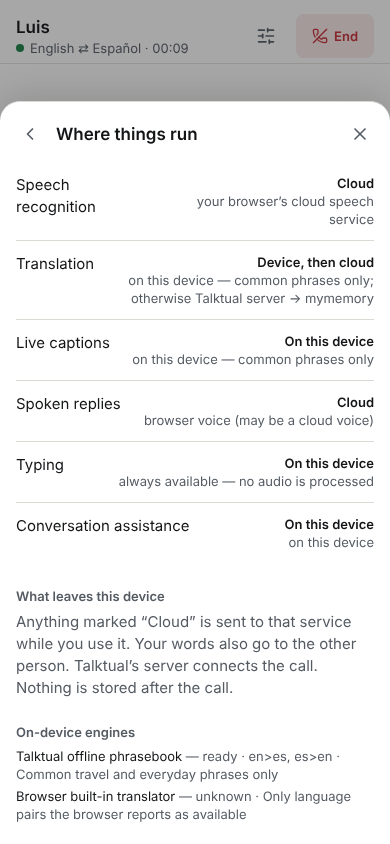 Luis
English ⇄ Español · 00:09
End
Where things run
Speech
recognition
Cloud
your browser’s cloud speech
service
Translation
Device, then cloud
on this device — common phrases only;
otherwise Talktual server → mymemory
Live captions
On this device
on this device — common phrases only
Spoken replies
Cloud
browser voice (may be a cloud voice)
Typing
On this device
always available — no audio is processed
Conversation assistance
On this device
on this device
What leaves this device
Anything marked “Cloud” is sent to that service
while you use it. Your words also go to the other
person. Talktual’s server connects the call.
Nothing is stored after the call.
On-device engines
Talktual offline phrasebook — ready · en>es, es>en ·
Common travel and everyday phrases only
Browser built-in translator — unknown · Only language
pairs the browser reports as available